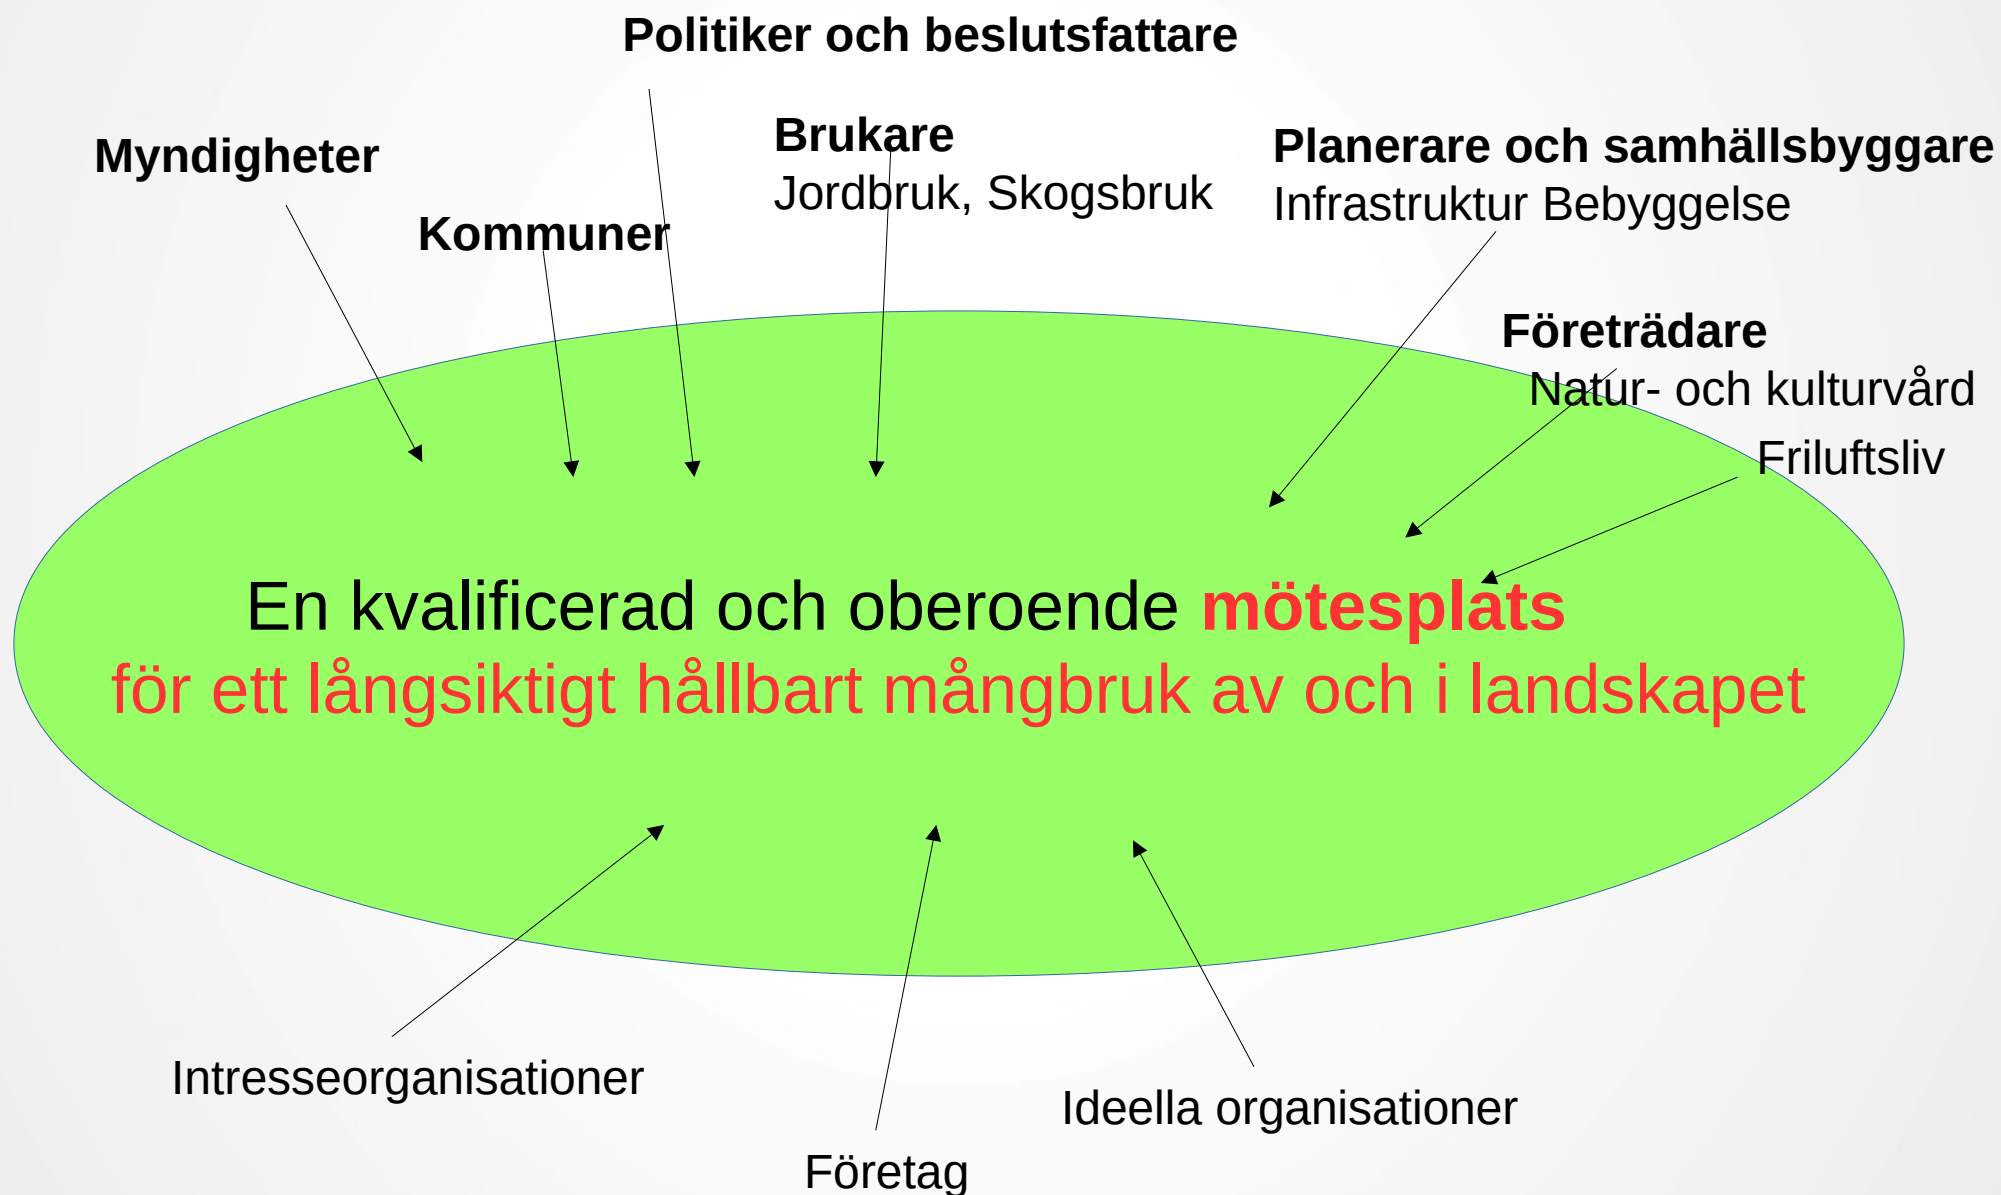 Politiker och beslutsfattare
Myndigheter
Kommuner
Brukare
Jordbruk, Skogsbruk
Planerare och samhällsbyggare
Infrastruktur Bebyggelse
Företrädare
Natur- och kulturvård
Friluftsliv
En kvalificerad och oberoende mötesplats
för ett långsiktigt hållbart mångbruk av och i landskapet
Intresseorganisationer
Företag
Ideella organisationer